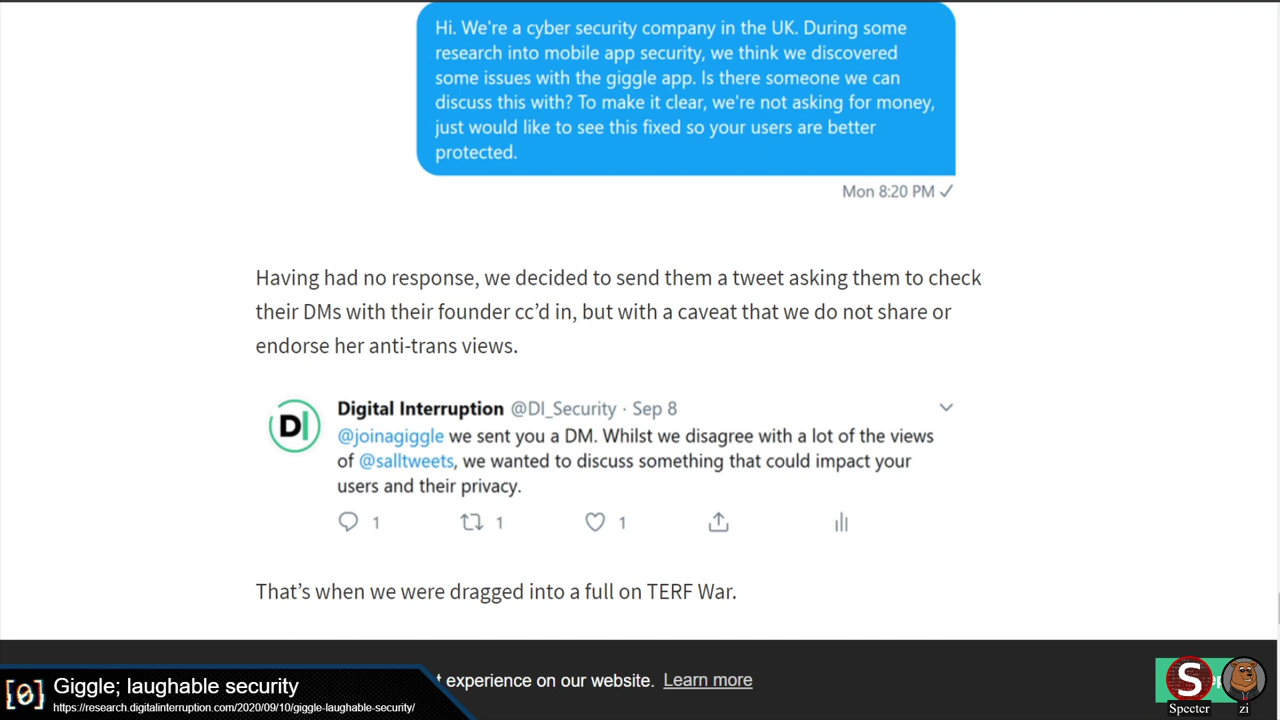 Hi. We're a cyber security company in the UK. During some
research into mobile app security, we think we discovered
some issues with the giggle app. Is there someone we can
discuss this with? To make it clear, we're not asking for money,
just would like to see this fixed so your users are better
protected.
Mon 8:20 PM ✓
Having had no response, we decided to send them a tweet asking them to check
their DMs with their founder cc’d in, but with a caveat that we do not share or
endorse her anti-trans views.
DI
Digital Interruption @DI_Security · Sep 8
@joinagiggle we sent you a DM. Whilst we disagree with a lot of the views
of @salltweets, we wanted to discuss something that could impact your
users and their privacy.
1 1 1
That’s when we were dragged into a full on TERF War.
t experience on our website. Learn more
[0]
Giggle; laughable security
https://research.digitalinterruption.com/2020/09/10/giggle-laughable-security/
S
Specter zi